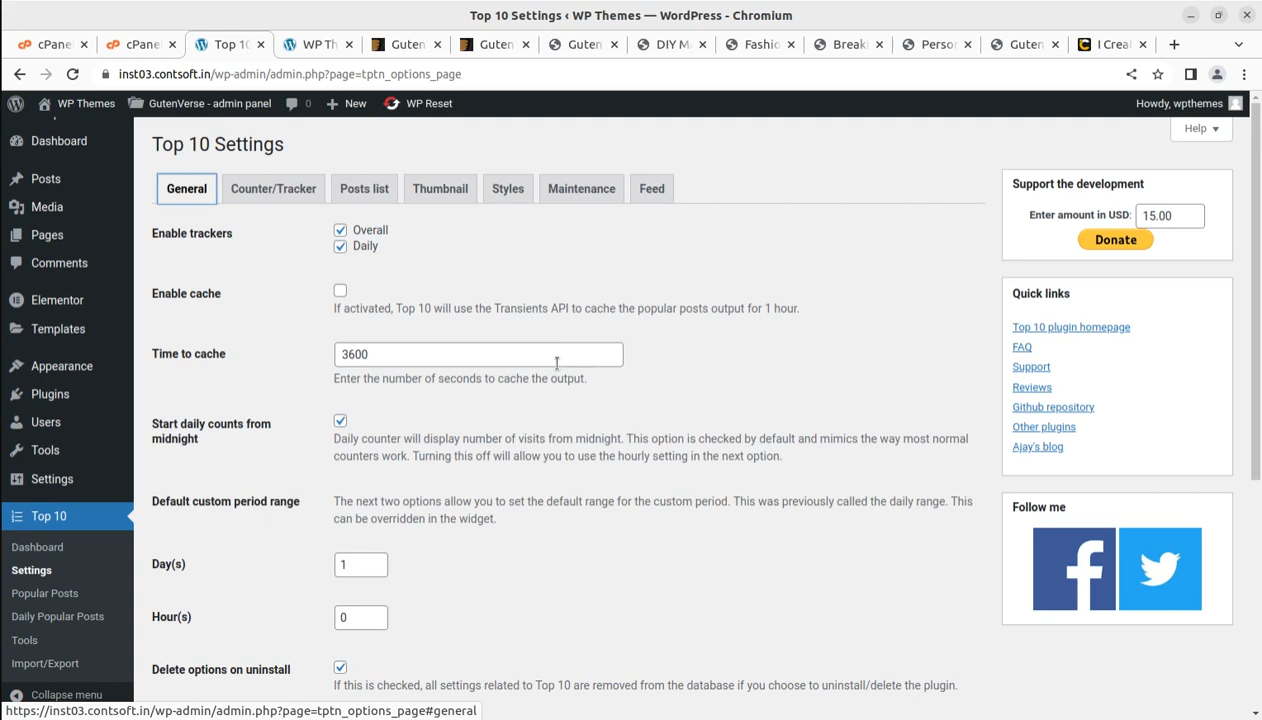 Top 10 Settings ‹ WP Themes — WordPress - Chromium
cPane
cPane
Top 1
WP Th
Guten
Guten
Guten
DIY M
Fashio
Break
Perso
Guten
I Crea
inst03.contsoft.in/wp-admin/admin.php?page=tptn_options_page
WP Themes
GutenVerse - admin panel
0
New
WP Reset
Howdy, wpthemes
Dashboard
Posts
Media
Pages
Comments
Elementor
Templates
Appearance
Plugins
Users
Tools
Settings
Top 10
Dashboard
Settings
Popular Posts
Daily Popular Posts
Tools
Import/Export
Collapse menu
Help
Top 10 Settings
General
Counter/Tracker
Posts list
Thumbnail
Styles
Maintenance
Feed
Enable trackers
Overall
Daily
Enable cache
If activated, Top 10 will use the Transients API to cache the popular posts output for 1 hour.
Time to cache
3600
Enter the number of seconds to cache the output.
Start daily counts from
midnight
Daily counter will display number of visits from midnight. This option is checked by default and mimics the way most normal
counters work. Turning this off will allow you to use the hourly setting in the next option.
Default custom period range
The next two options allow you to set the default range for the custom period. This was previously called the daily range. This
can be overridden in the widget.
Day(s)
1
Hour(s)
0
Delete options on uninstall
If this is checked, all settings related to Top 10 are removed from the database if you choose to uninstall/delete the plugin.
Support the development
Enter amount in USD:
15.00
Donate
Quick links
Top 10 plugin homepage
FAQ
Support
Reviews
Github repository
Other plugins
Ajay's blog
Follow me
https://inst03.contsoft.in/wp-admin/admin.php?page=tptn_options_page#general